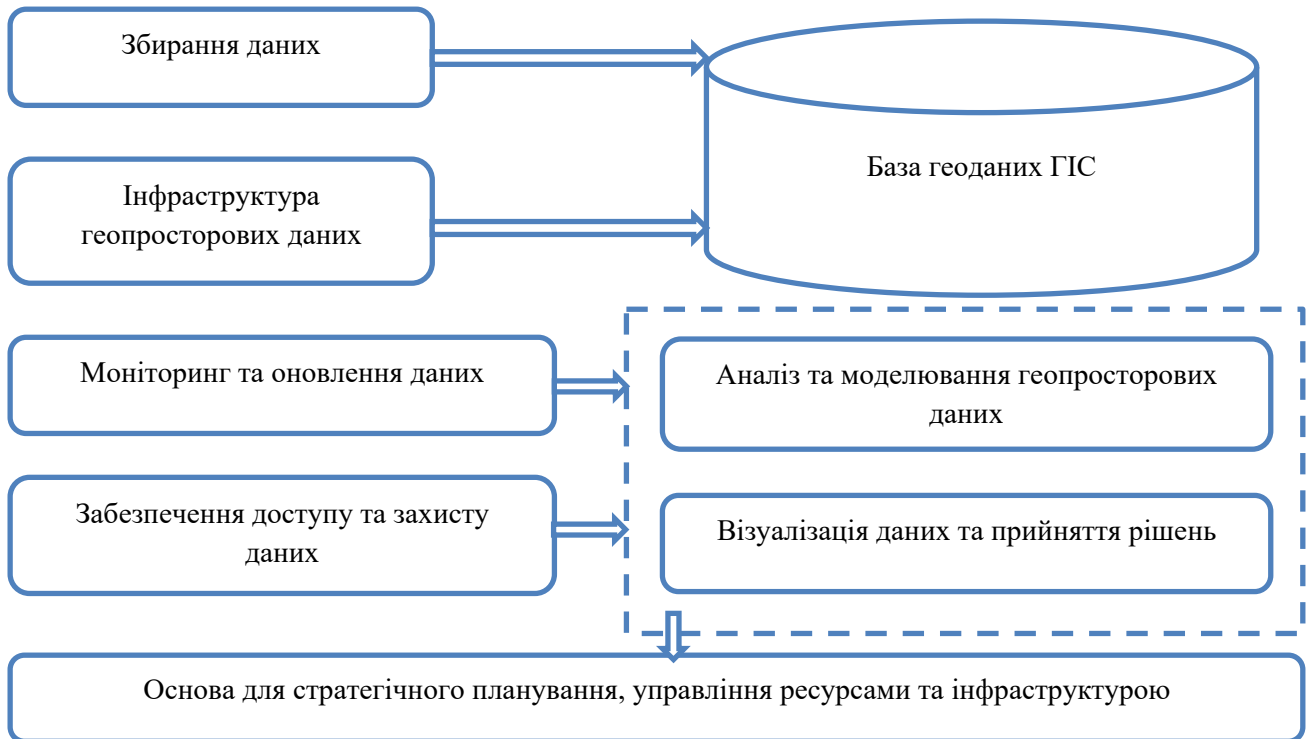 Збирання даних
База геоданих ГІС
Інфраструктура
геопросторових даних
Моніторинг та оновлення даних
Аналіз та моделювання геопросторових
даних
Забезпечення доступу та захисту
даних
Візуалізація даних та прийняття рішень
Основа для стратегічного планування, управління ресурсами та інфраструктурою